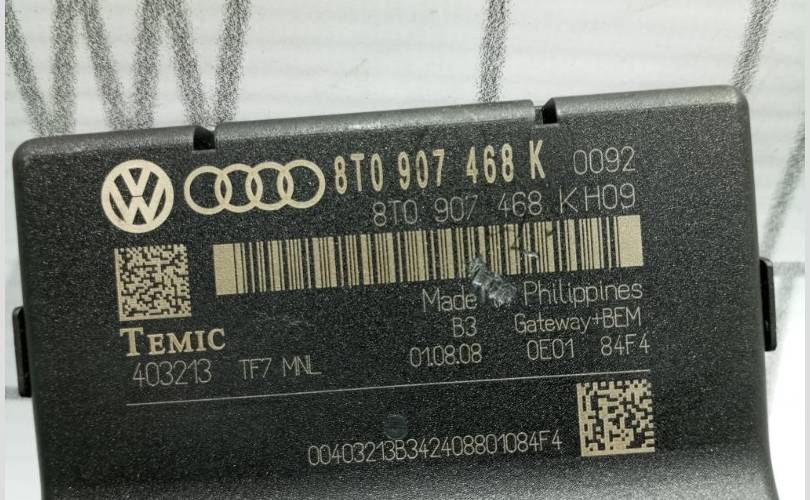 8T0 907 468 K 0092
8T0 907 468 K H09
Made Philippines
TEMIC B3 Gateway+BEM
403213 TF7 MNL 01.08.08 0E01 84F4
00403213B342408801084F4